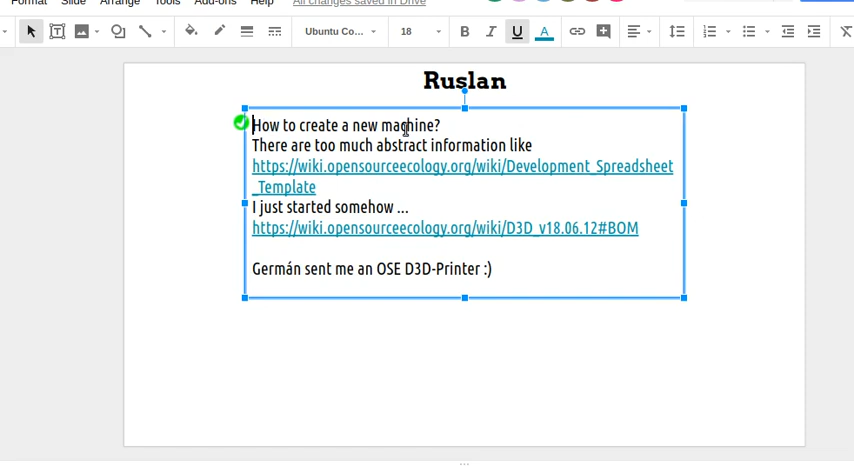 Format Slide Arrange Tools Add-ons Help All changes saved in Drive
Ubuntu Co... 18 B I U A
Ruslan
How to create a new machine?
There are too much abstract information like
https://wiki.opensourceecology.org/wiki/Development_Spreadsheet
_Template
I just started somehow ...
https://wiki.opensourceecology.org/wiki/D3D_v18.06.12#BOM
Germán sent me an OSE D3D-Printer :)